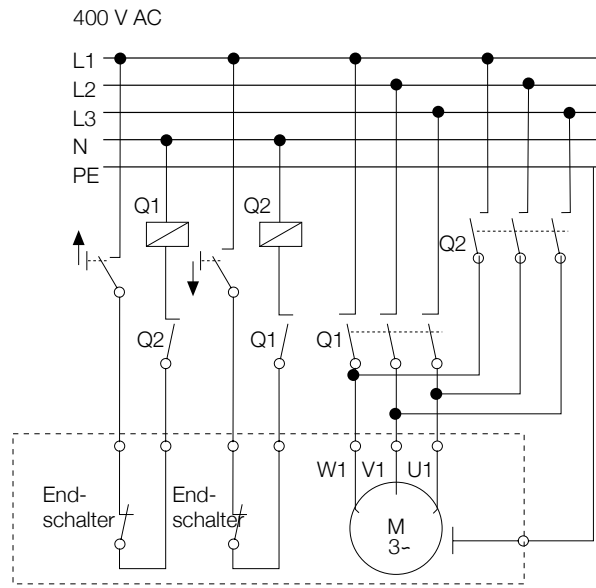 400 V AC
L1
L2
L3
N
PE
Q1
Q2
Q2
Q2
Q1
Q1
W1 V1 U1
End-
schalter
End-
schalter
M
3~